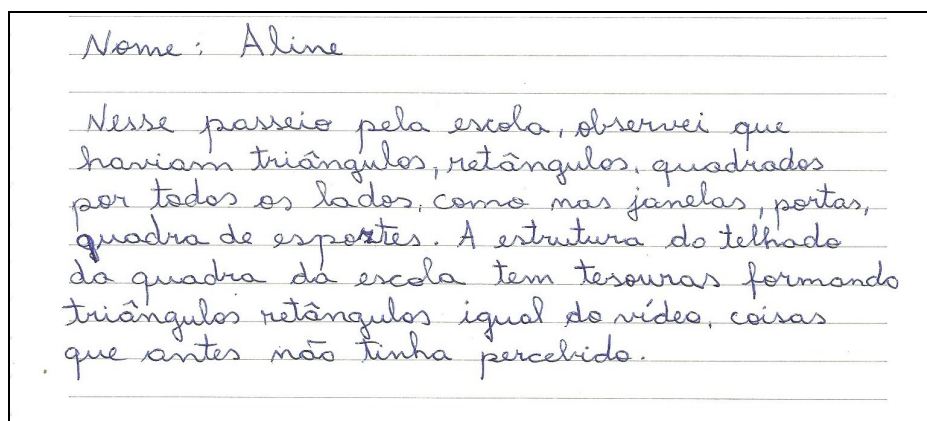 Nome: Aline
Nesse passeio pela escola, observei que
haviam triângulos, retângulos, quadrados
por todos os lados, como nas janelas, portas,
quadra de esportes. A estrutura do telhado
da quadra da escola tem tesouras formando
triângulos retângulos igual do vídeo, coisas
que antes não tinha percebido.